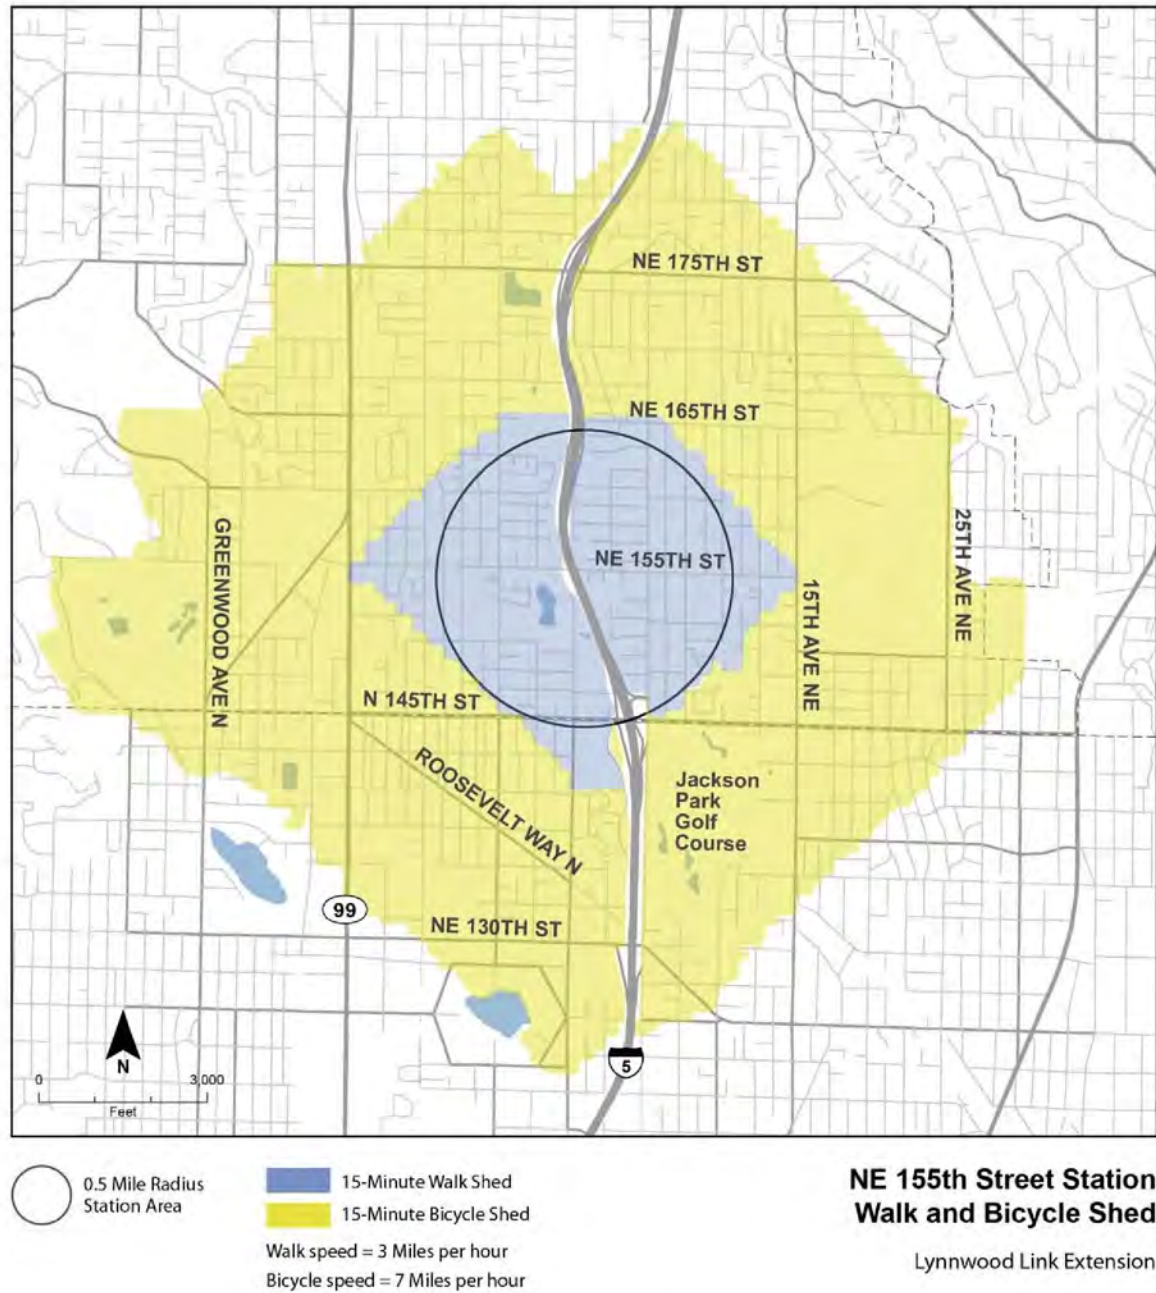 NE 175TH ST
NE 165TH ST
NE 155TH ST
GREENWOOD AVE N
25TH AVE NE
15TH AVE NE
N 145TH ST
ROOSEVELT WAY N
Jackson
Park
Golf
Course
99
NE 130TH ST
N
0 3,000
Feet
5
0.5 Mile Radius
Station Area
15-Minute Walk Shed
15-Minute Bicycle Shed
Walk speed = 3 Miles per hour
Bicycle speed = 7 Miles per hour
NE 155th Street Station
Walk and Bicycle Shed
Lynnwood Link Extension